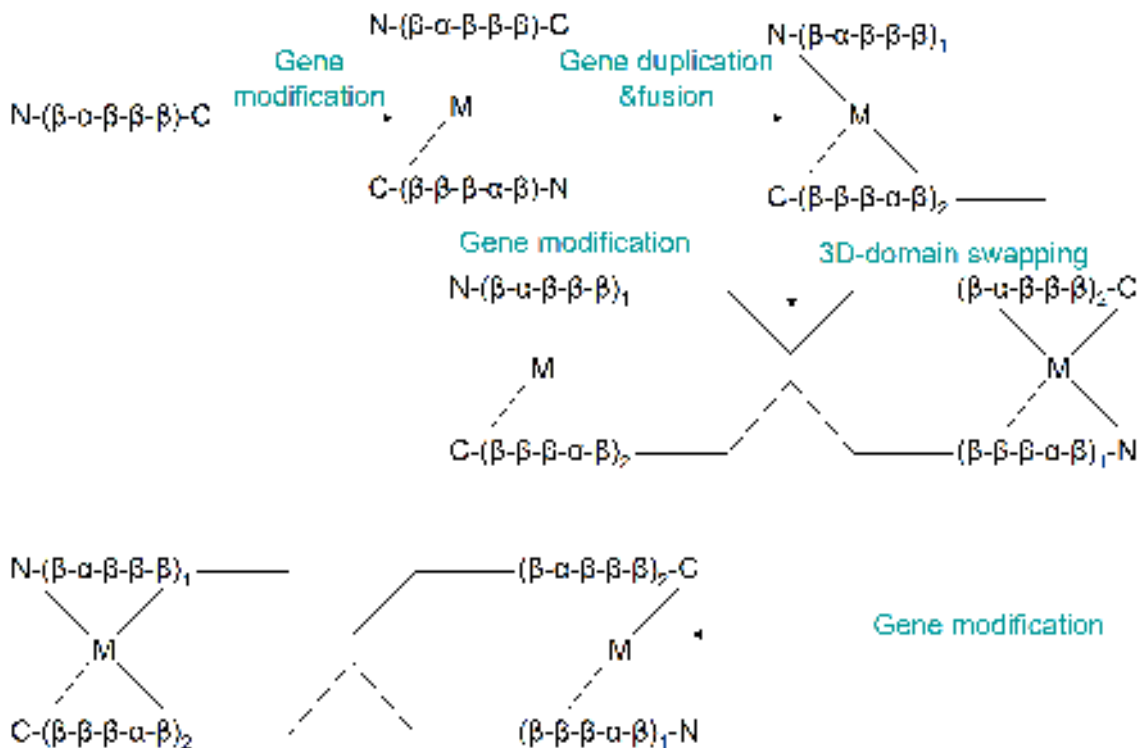 N-(β-α-β-β-β)-C
Gene
modification
N-(β-α-β-β-β)-C
M
C-(β-β-β-α-β)-N
Gene duplication
&fusion
N-(β-α-β-β-β)1
M
C-(β-β-β-α-β)2
Gene modification
3D-domain swapping
N-(β-α-β-β-β)1
M
C-(β-β-β-α-β)2
(β-α-β-β-β)2-C
M
(β-β-β-α-β)1-N
N-(β-α-β-β-β)1
M
C-(β-β-β-α-β)2
(β-α-β-β-β)2-C
M
(β-β-β-α-β)1-N
Gene modification